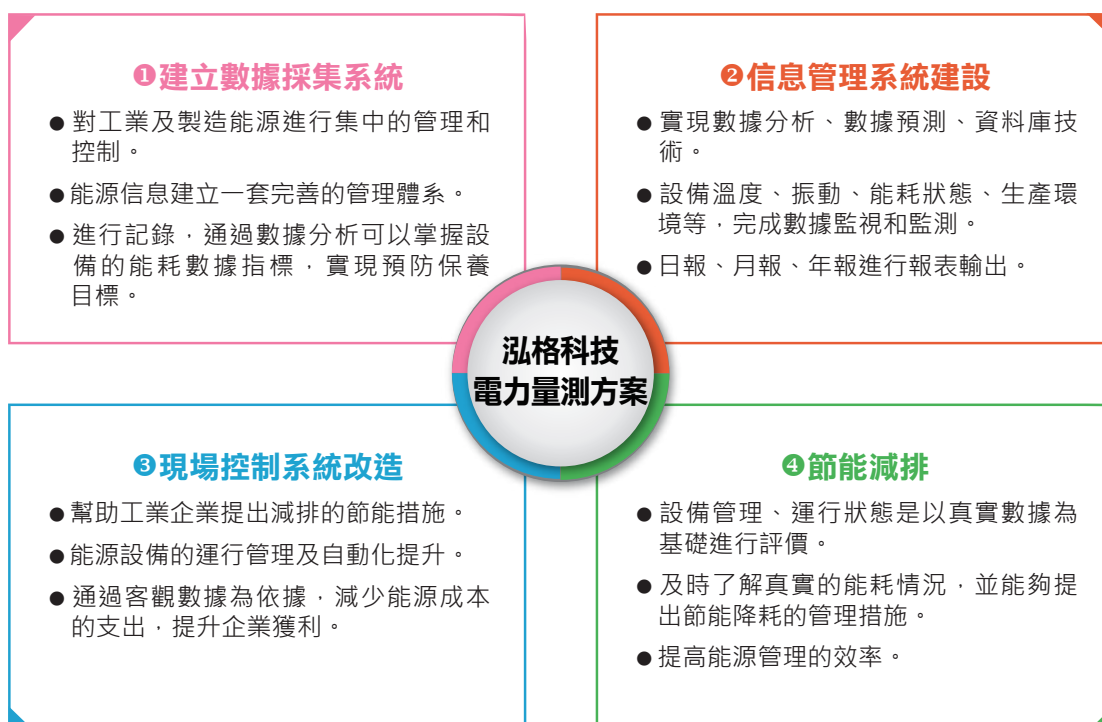 ❶建立數據採集系統
●對工業及製造能源進行集中的管理和
控制。
●能源信息建立一套完善的管理體系。
●進行記錄，通過數據分析可以掌握設
備的能耗數據指標，實現預防保養
目標。
❷信息管理系統建設
●實現數據分析、數據預測、資料庫技
術。
●設備溫度、振動、能耗狀態、生產環
境等，完成數據監視和監測。
●日報、月報、年報進行報表輸出。
泓格科技
電力量測方案
❸現場控制系統改造
●幫助工業企業提出減排的節能措施。
●能源設備的運行管理及自動化提升。
●通過客觀數據為依據，減少能源成本
的支出，提升企業獲利。
❹節能減排
●設備管理、運行狀態是以真實數據為
基礎進行評價。
●及時了解真實的能耗情況，並能夠提
出節能降耗的管理措施。
●提高能源管理的效率。